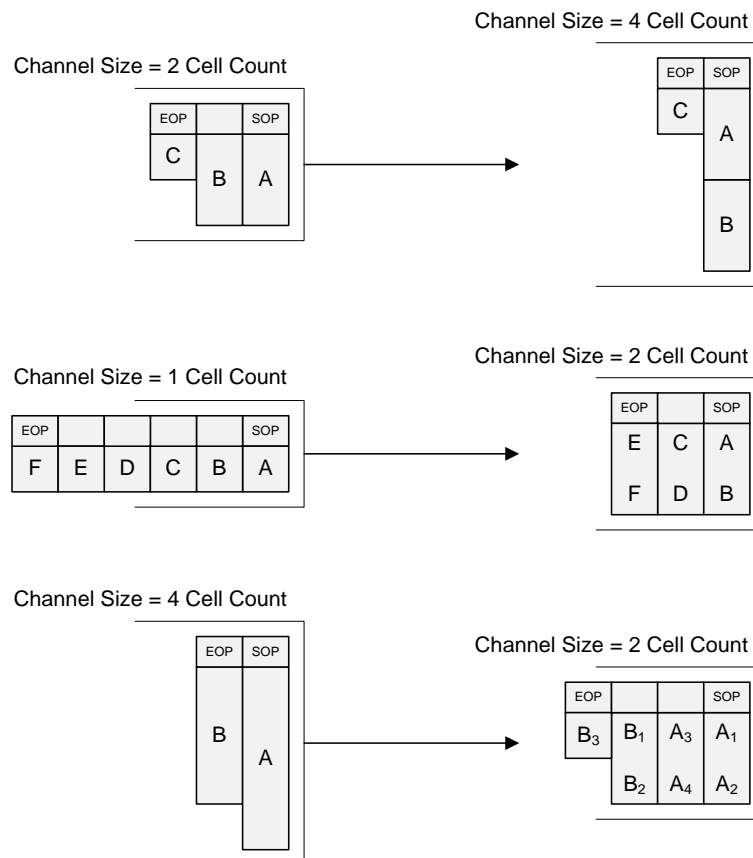 Channel Size = 4 Cell Count
Channel Size = 2 Cell Count
EOP SOP
C A
B
EOP SOP
C B A
Channel Size = 2 Cell Count
Channel Size = 1 Cell Count
EOP SOP
F E D C B A
EOP SOP
E C A
F D B
Channel Size = 4 Cell Count
Channel Size = 2 Cell Count
EOP SOP
B A
EOP SOP
B₃ B₁ A₃ A₁
B₂ A₄ A₂